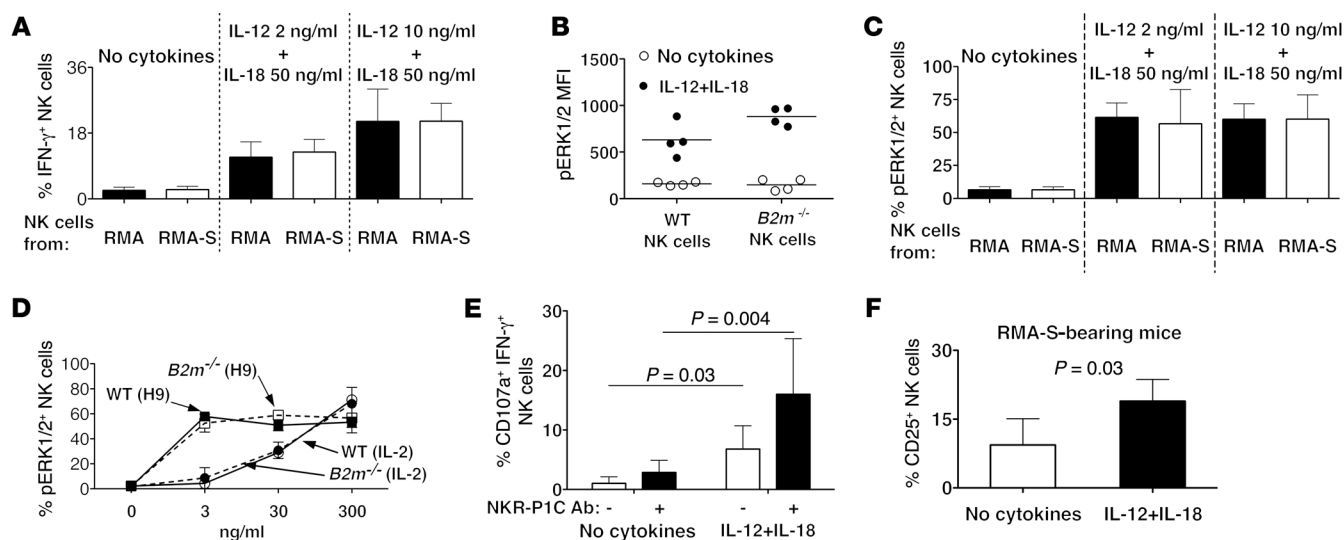 A
No cytokines
IL-12 2 ng/ml
+
IL-18 50 ng/ml
IL-12 10 ng/ml
+
IL-18 50 ng/ml
% IFN-γ⁺ NK cells
36
18
0
NK cells
from:
RMA
RMA-S
RMA
RMA-S
RMA
RMA-S
B
No cytokines
IL-12+IL-18
pERK1/2 MFI
1500
1000
500
0
WT
NK cells
B2m⁻/⁻
NK cells
C
No cytokines
IL-12 2 ng/ml
+
IL-18 50 ng/ml
IL-12 10 ng/ml
+
IL-18 50 ng/ml
% pERK1/2⁺ NK cells
100
75
50
25
0
NK cells
from:
RMA
RMA-S
RMA
RMA-S
RMA
RMA-S
D
% pERK1/2⁺ NK cells
100
80
60
40
20
0
B2m⁻/⁻ (H9)
WT (H9)
WT (IL-2)
B2m⁻/⁻ (IL-2)
0
3
30
300
ng/ml
E
% CD107a⁺ IFN-γ⁺
NK cells
30
20
10
0
P = 0.004
P = 0.03
NKR-P1C Ab:
-
+
-
+
No cytokines
IL-12+IL-18
F
RMA-S-bearing mice
P = 0.03
% CD25⁺ NK cells
30
15
0
No cytokines
IL-12+IL-18